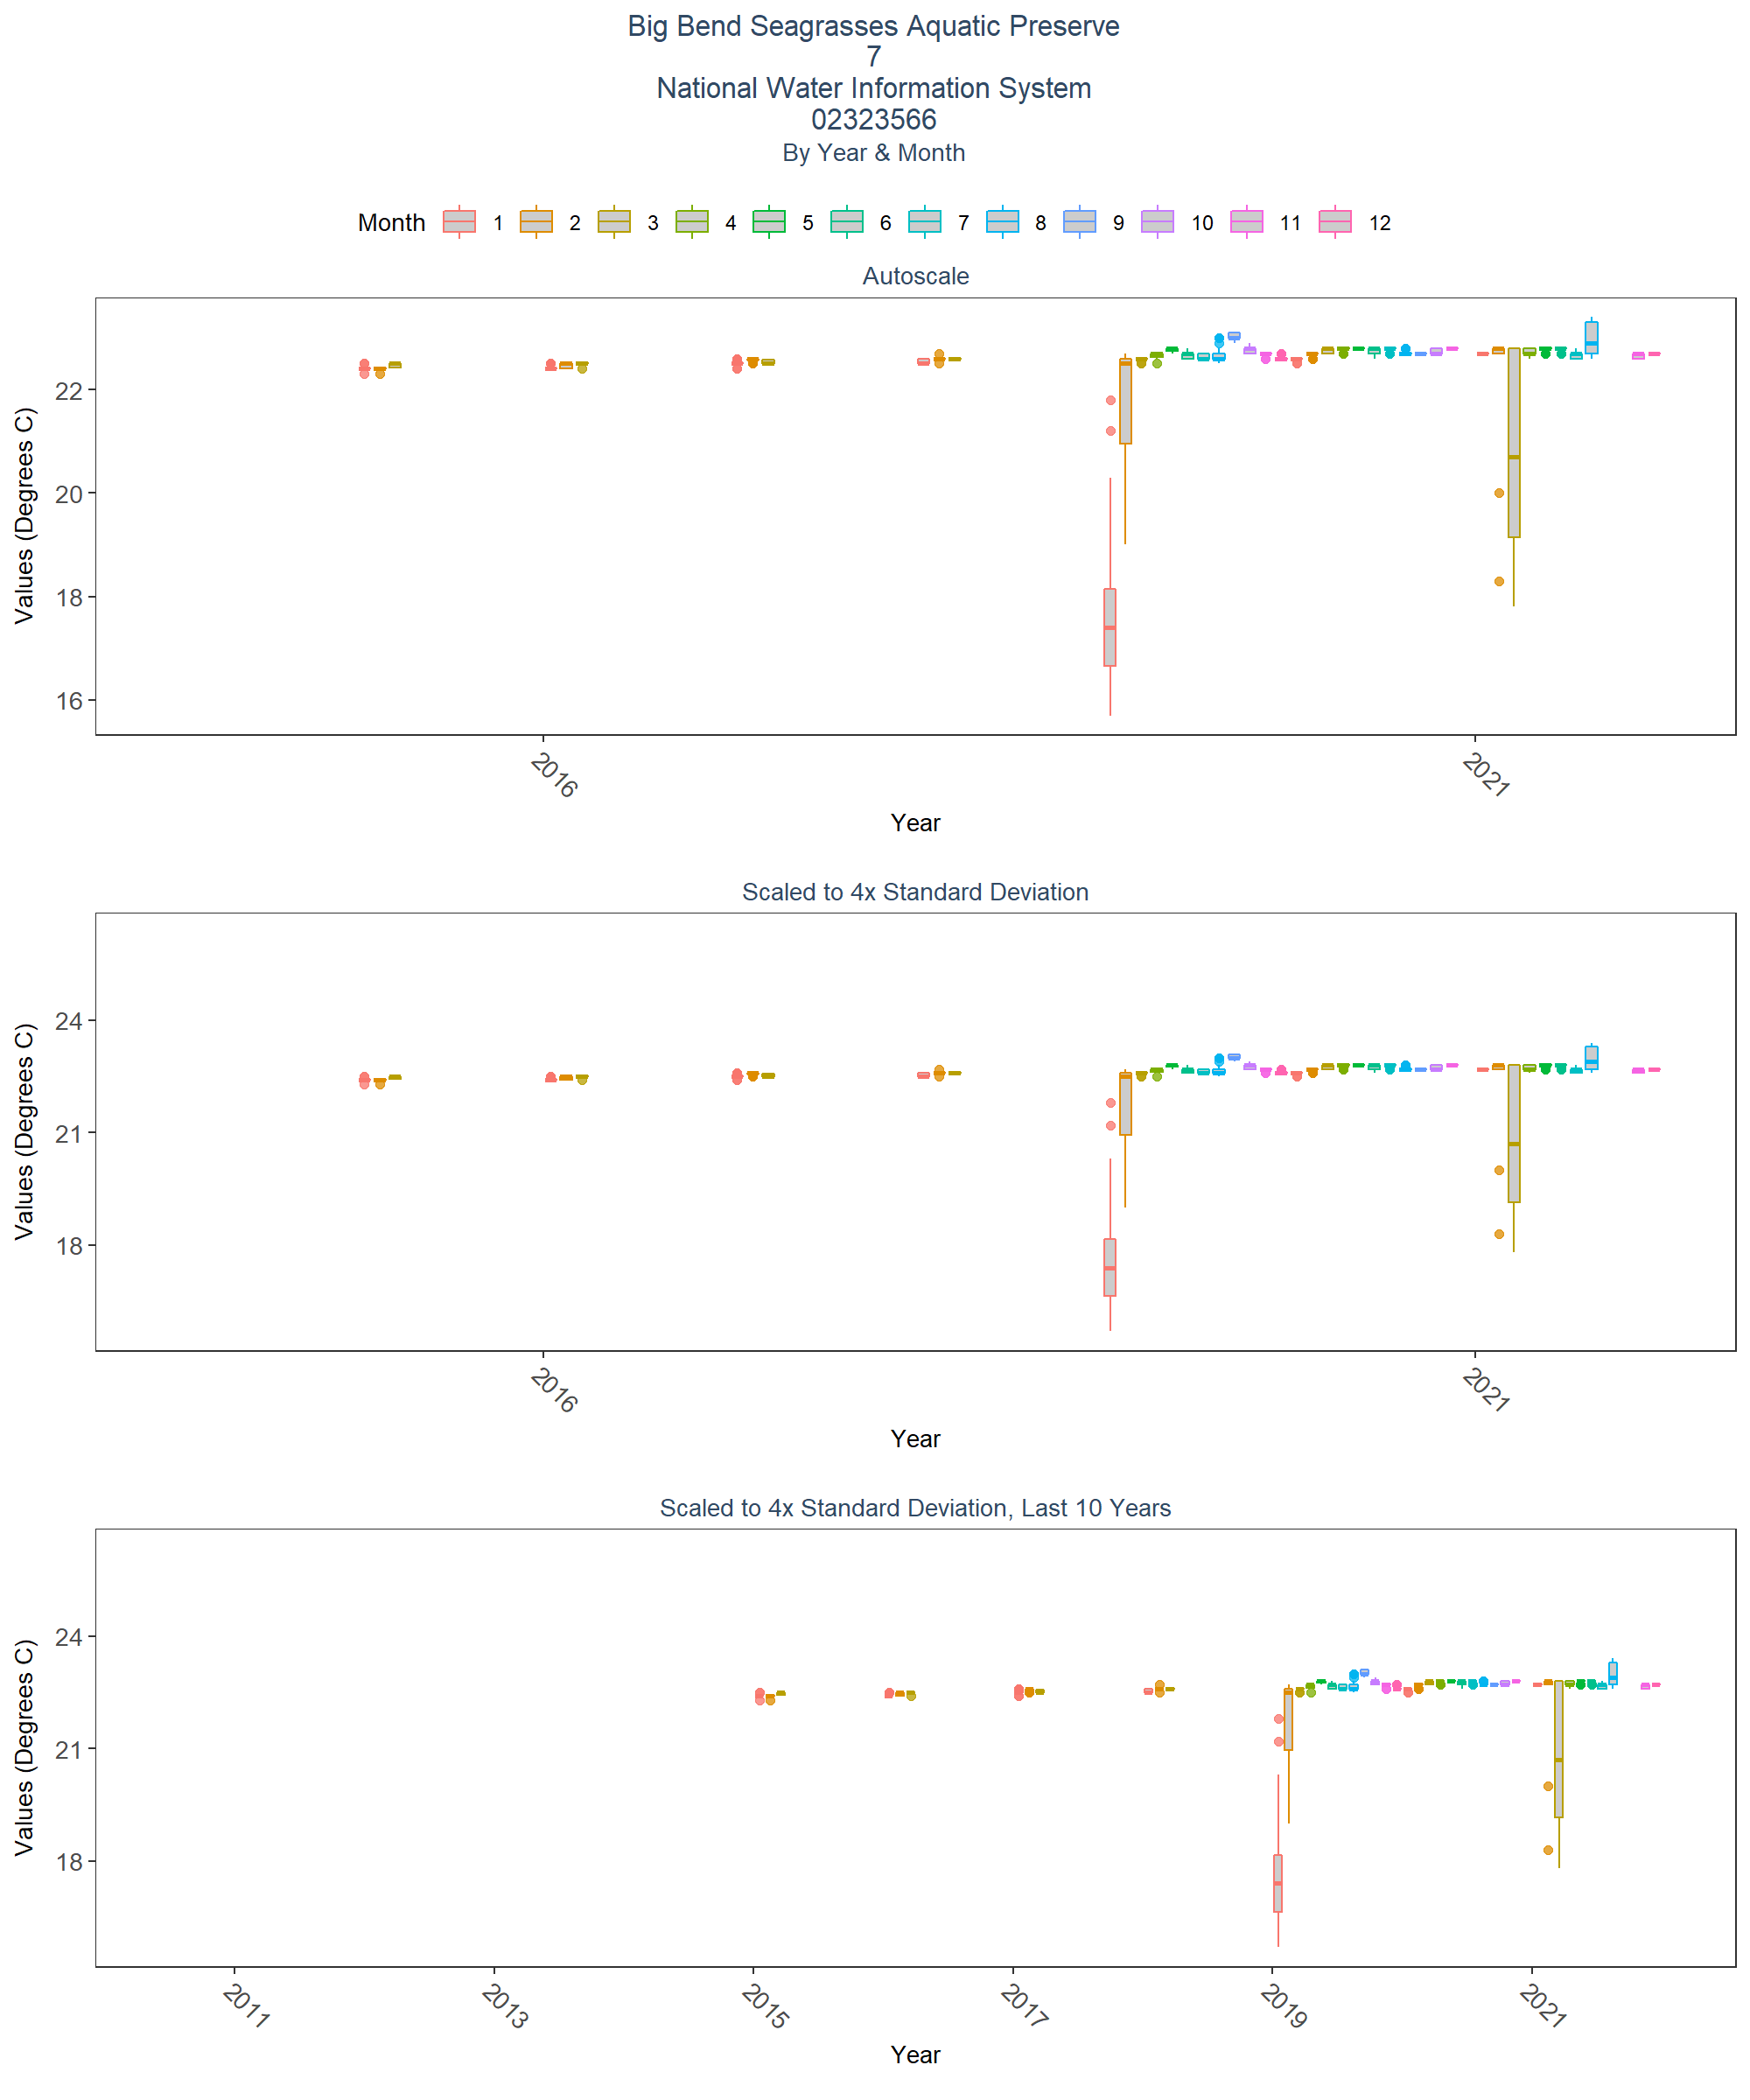 Big Bend Seagrasses Aquatic Preserve
7
National Water Information System
02323566
By Year & Month
Month 1 2 3 4 5 6 7 8 9 10 11 12
Autoscale
Values (Degrees C)
22
20
18
16
2016 2021
Year
Scaled to 4x Standard Deviation
Values (Degrees C)
24
21
18
2016 2021
Year
Scaled to 4x Standard Deviation, Last 10 Years
Values (Degrees C)
24
21
18
2011 2013 2015 2017 2019 2021
Year